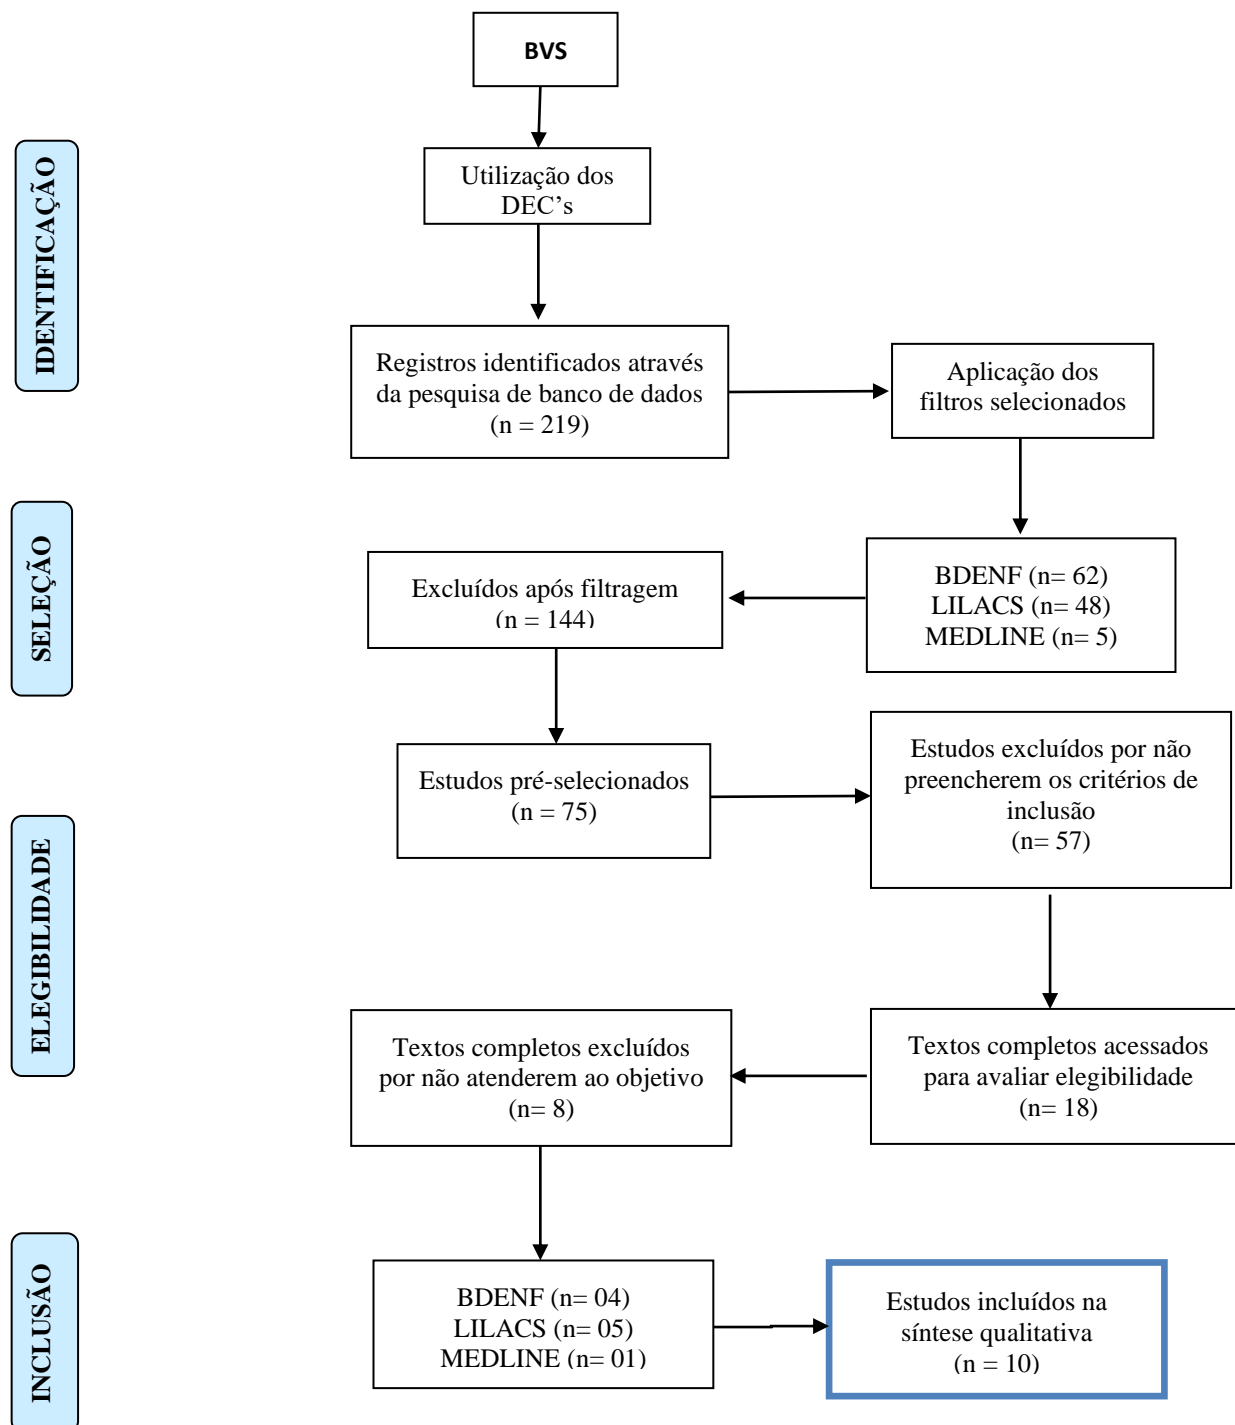 BVS
IDENTIFICAÇÃO
Utilização dos
DEC’s
Registros identificados através
da pesquisa de banco de dados
(n = 219)
Aplicação dos
filtros selecionados
SELEÇÃO
BDENF (n= 62)
LILACS (n= 48)
MEDLINE (n= 5)
Excluídos após filtragem
(n = 144)
Estudos pré-selecionados
(n = 75)
Estudos excluídos por não
preencherem os critérios de
inclusão
(n= 57)
ELEGIBILIDADE
Textos completos acessados
para avaliar elegibilidade
(n= 18)
Textos completos excluídos
por não atenderem ao objetivo
(n= 8)
INCLUSÃO
BDENF (n= 04)
LILACS (n= 05)
MEDLINE (n= 01)
Estudos incluídos na
síntese qualitativa
(n = 10)